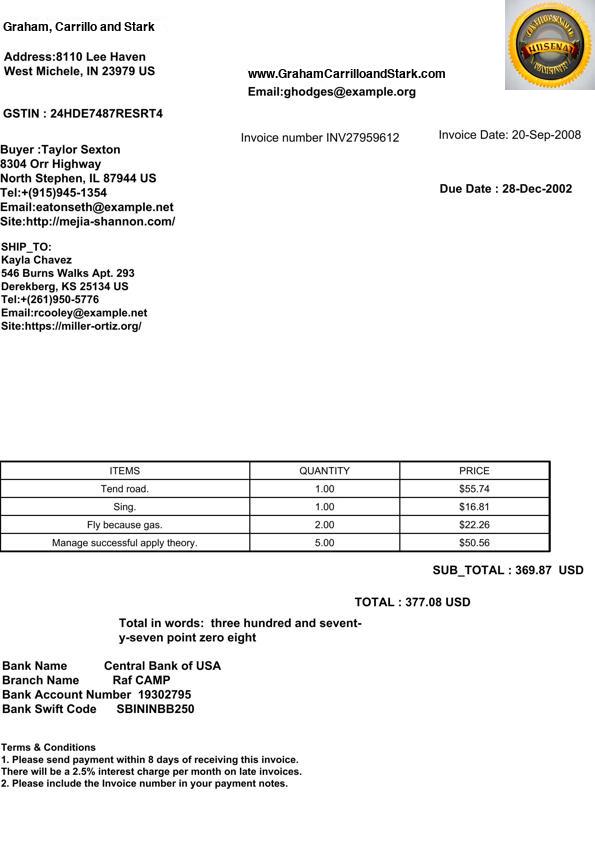 Graham, Carrillo and Stark
Address:8110 Lee Haven
West Michele, IN 23979 US
www.GrahamCarrilloandStark.com
Email:ghodges@example.org
HUSENAT
GSTIN : 24HDE7487RESRT4
Invoice number INV27959612
Invoice Date: 20-Sep-2008
Due Date : 28-Dec-2002
Buyer :Taylor Sexton
8304 Orr Highway
North Stephen, IL 87944 US
Tel:+(915)945-1354
Email:eatonseth@example.net
Site:http://mejia-shannon.com/
SHIP_TO:
Kayla Chavez
546 Burns Walks Apt. 293
Derekberg, KS 25134 US
Tel:+(261)950-5776
Email:rcooley@example.net
Site:https://miller-ortiz.org/
ITEMS QUANTITY PRICE
Tend road. 1.00 $55.74
Sing. 1.00 $16.81
Fly because gas. 2.00 $22.26
Manage successful apply theory. 5.00 $50.56
SUB_TOTAL : 369.87 USD
TOTAL : 377.08 USD
Total in words: three hundred and sevent-
y-seven point zero eight
Bank Name Central Bank of USA
Branch Name Raf CAMP
Bank Account Number 19302795
Bank Swift Code SBININBB250
Terms & Conditions
1. Please send payment within 8 days of receiving this invoice.
There will be a 2.5% interest charge per month on late invoices.
2. Please include the Invoice number in your payment notes.